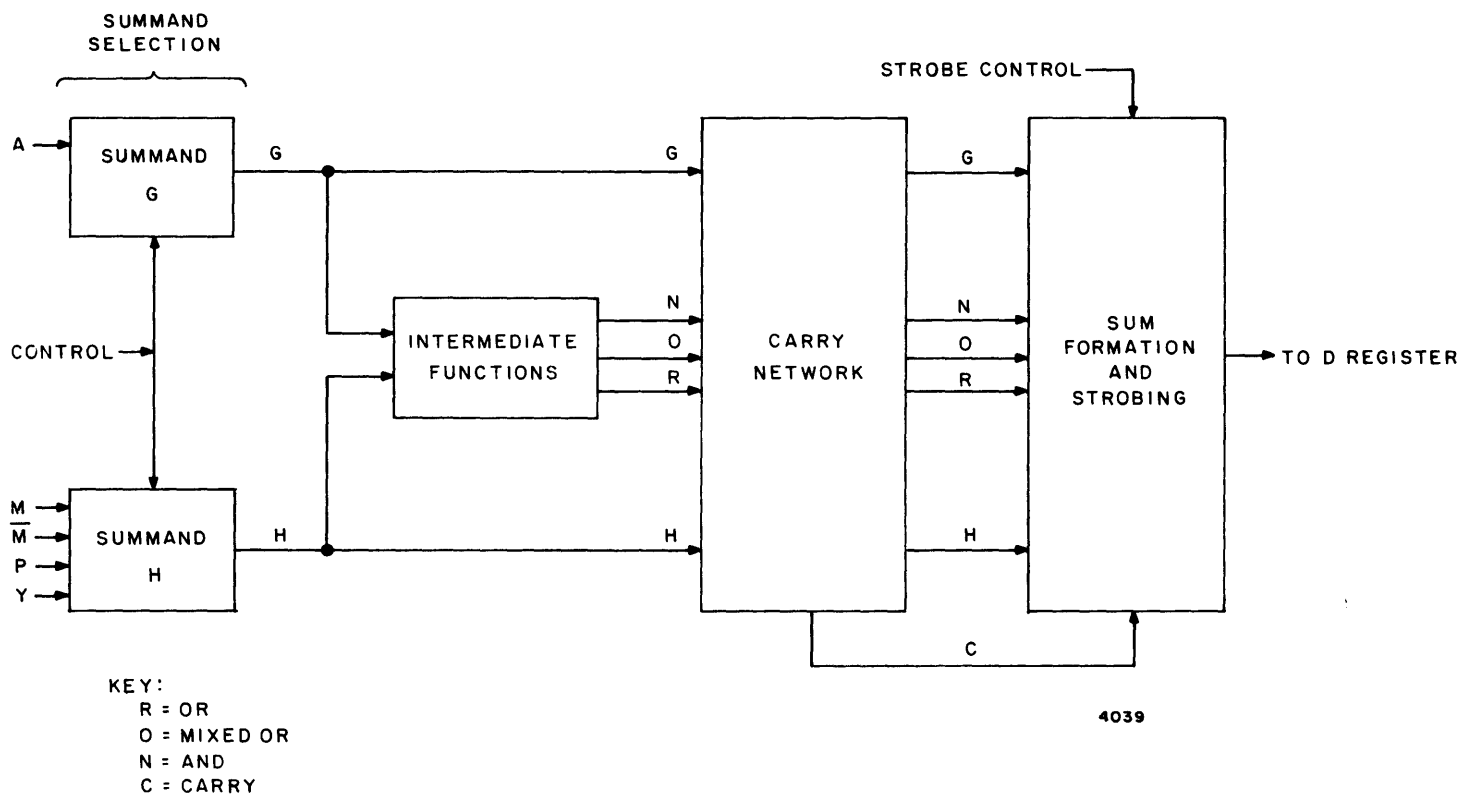 SUMMAND
SELECTION
STROBE CONTROL
A
SUMMAND
G
G
G
G
CONTROL
INTERMEDIATE
FUNCTIONS
N
O
R
CARRY
NETWORK
N
O
R
SUM
FORMATION
AND
STROBING
TO D REGISTER
M
M̅
P
Y
SUMMAND
H
H
H
H
C
KEY:
R = OR
O = MIXED OR
N = AND
C = CARRY
4039